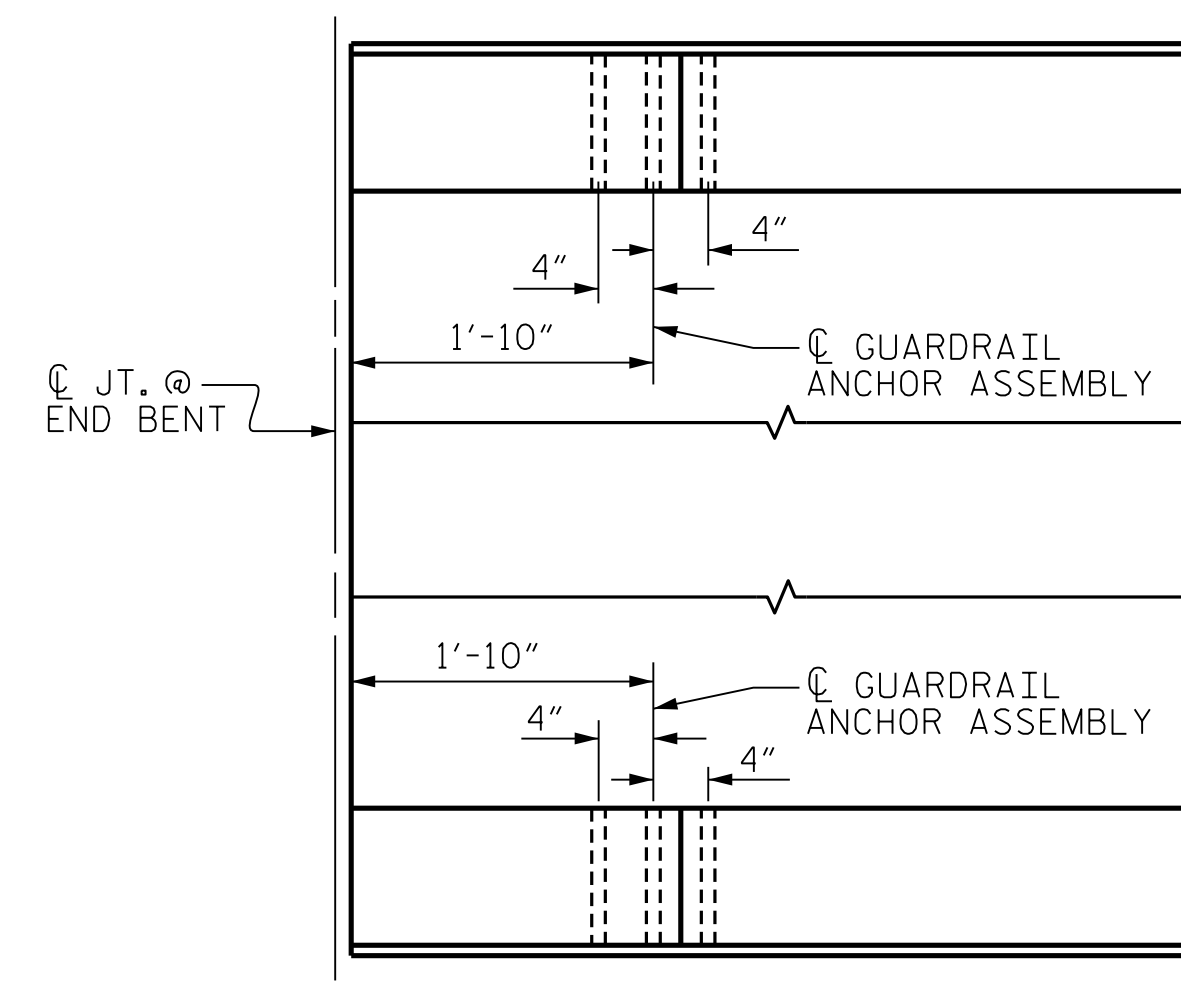 4″
4″
1′-10″
℄ GUARDRAIL
ANCHOR ASSEMBLY
℄ JT. @
END BENT
1′-10″
℄ GUARDRAIL
ANCHOR ASSEMBLY
4″
4″